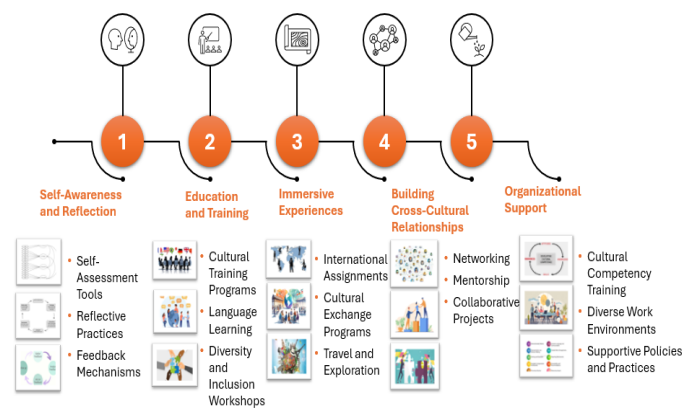 1
2
3
4
5
Self-Awareness
and Reflection
Education
and Training
Immersive
Experiences
Building
Cross-Cultural
Relationships
Organizational
Support
• Self-
Assessment
Tools
• Reflective
Practices
• Feedback
Mechanisms
• Cultural
Training
Programs
• Language
Learning
• Diversity
and
Inclusion
Workshops
• International
Assignments
• Cultural
Exchange
Programs
• Travel and
Exploration
• Networking
• Mentorship
• Collaborative
Projects
• Cultural
Competency
Training
• Diverse Work
Environments
• Supportive Policies
and Practices